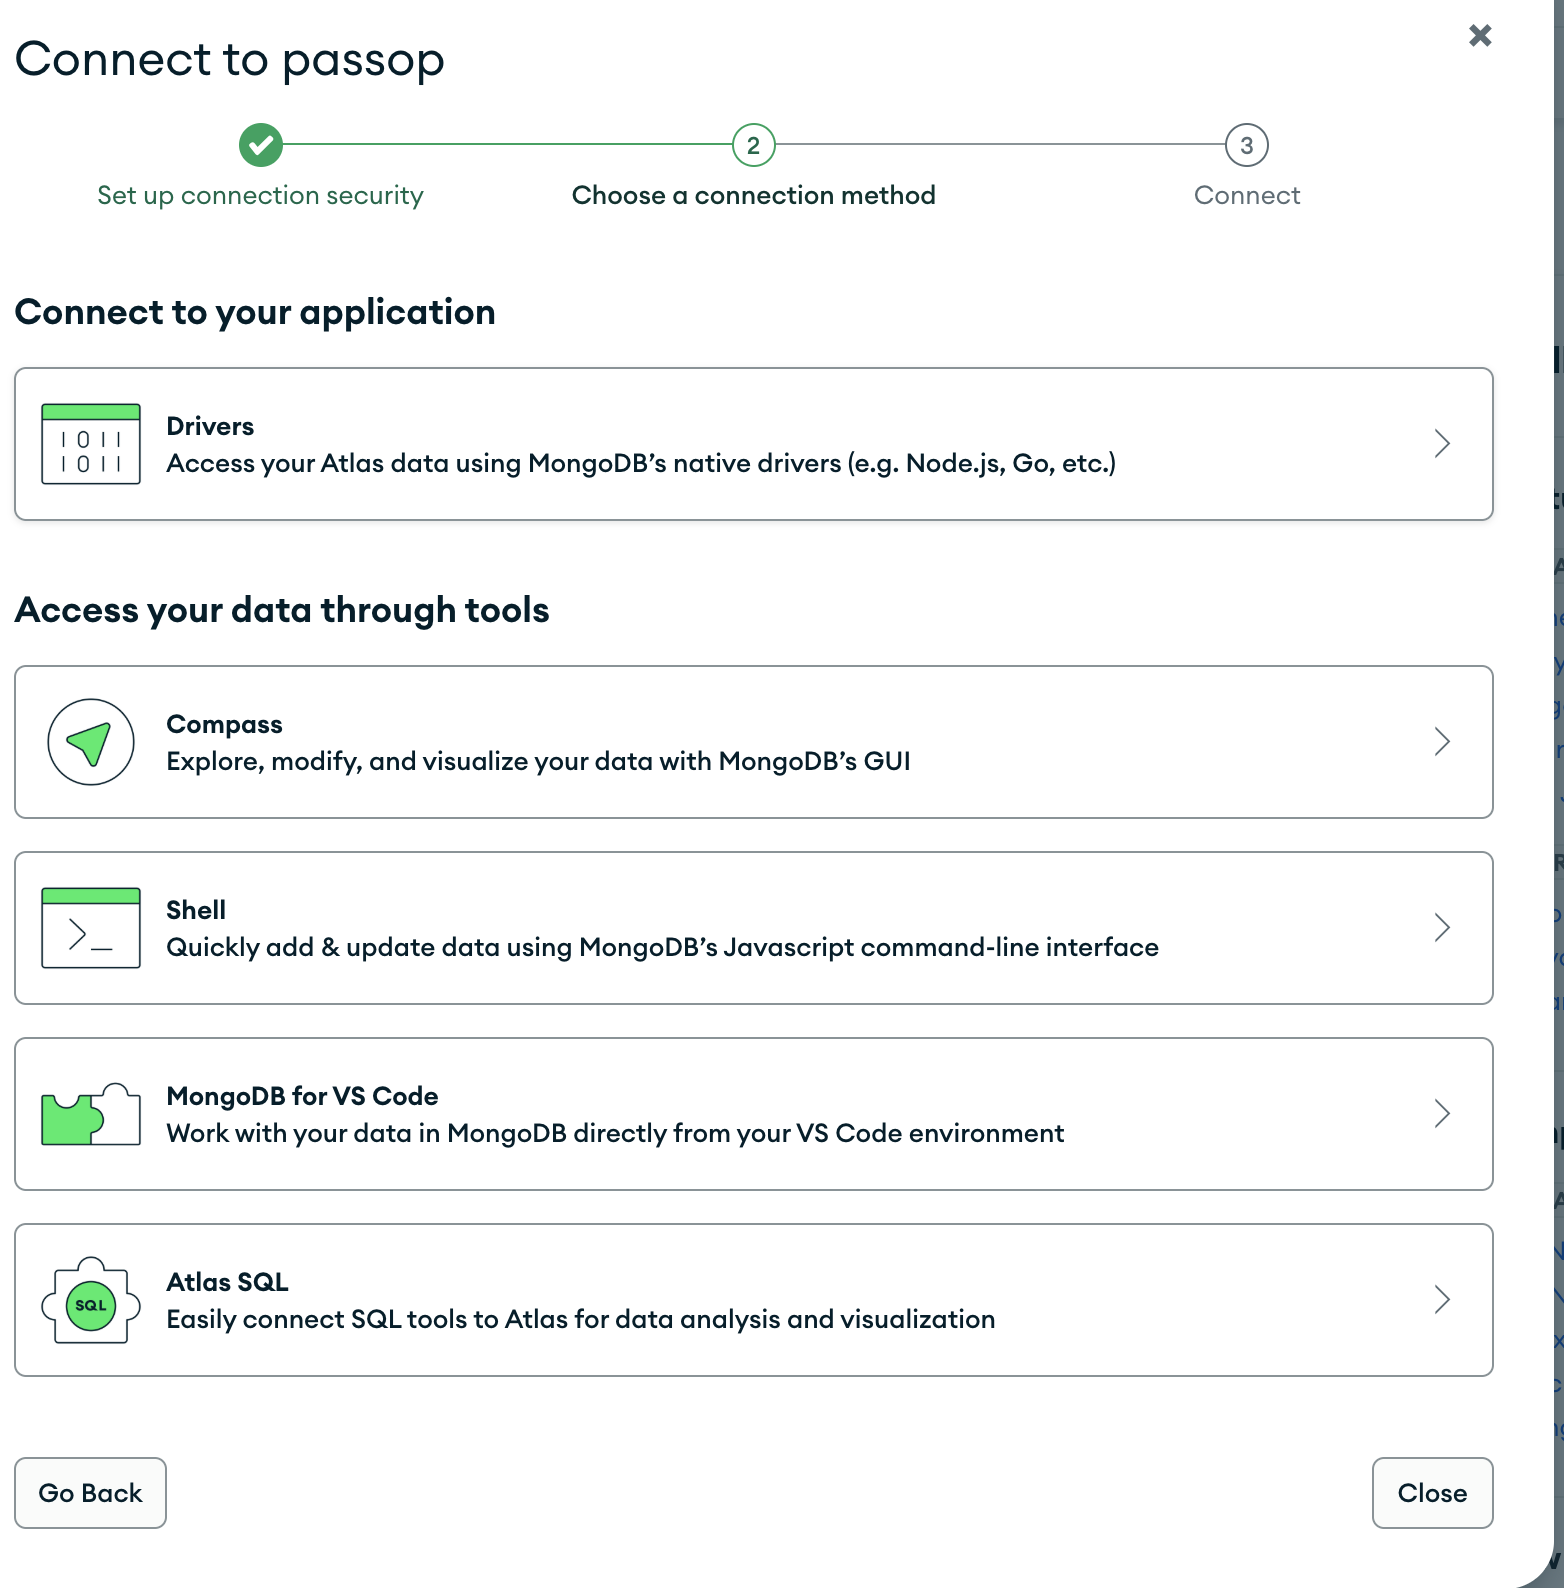 Connect to passop
2
3
Set up connection security
Choose a connection method
Connect
Connect to your application
1011
1011
Drivers
Access your Atlas data using MongoDB’s native drivers (e.g. Node.js, Go, etc.)
Access your data through tools
Compass
Explore, modify, and visualize your data with MongoDB’s GUI
>_
Shell
Quickly add & update data using MongoDB’s Javascript command-line interface
MongoDB for VS Code
Work with your data in MongoDB directly from your VS Code environment
SQL
Atlas SQL
Easily connect SQL tools to Atlas for data analysis and visualization
Go Back
Close